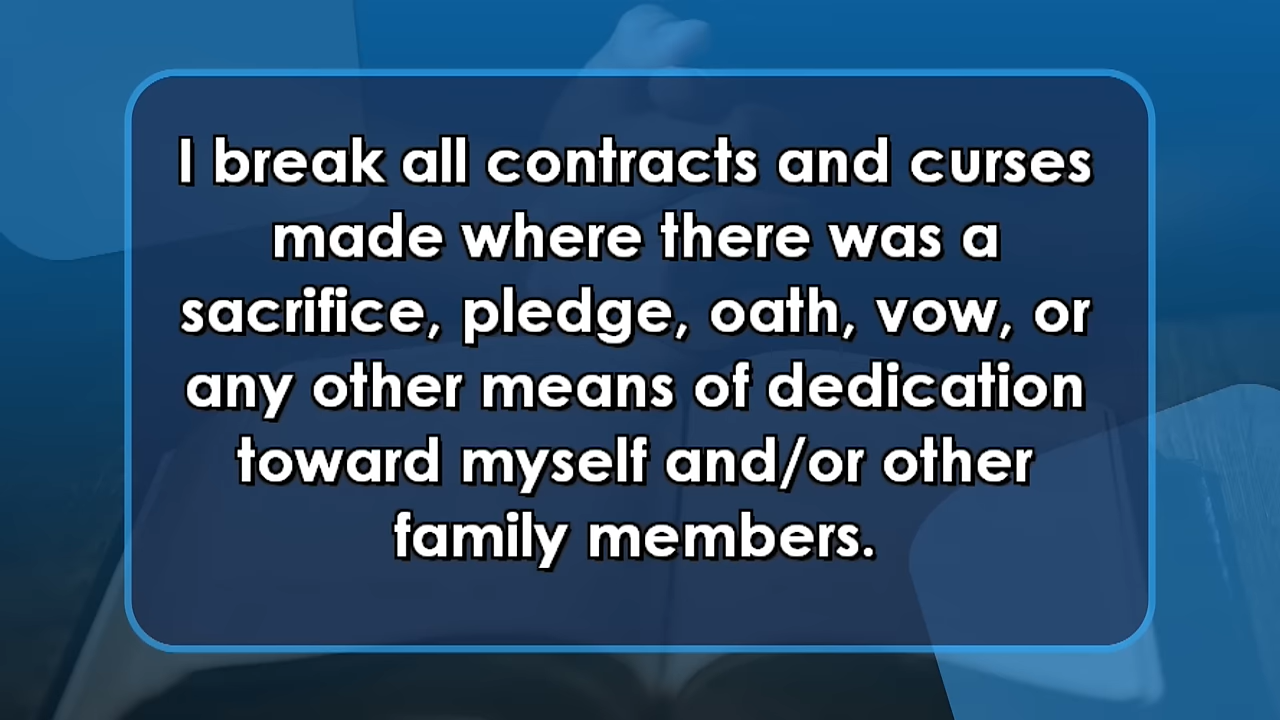 I break all contracts and curses
made where there was a
sacrifice, pledge, oath, vow, or
any other means of dedication
toward myself and/or other
family members.